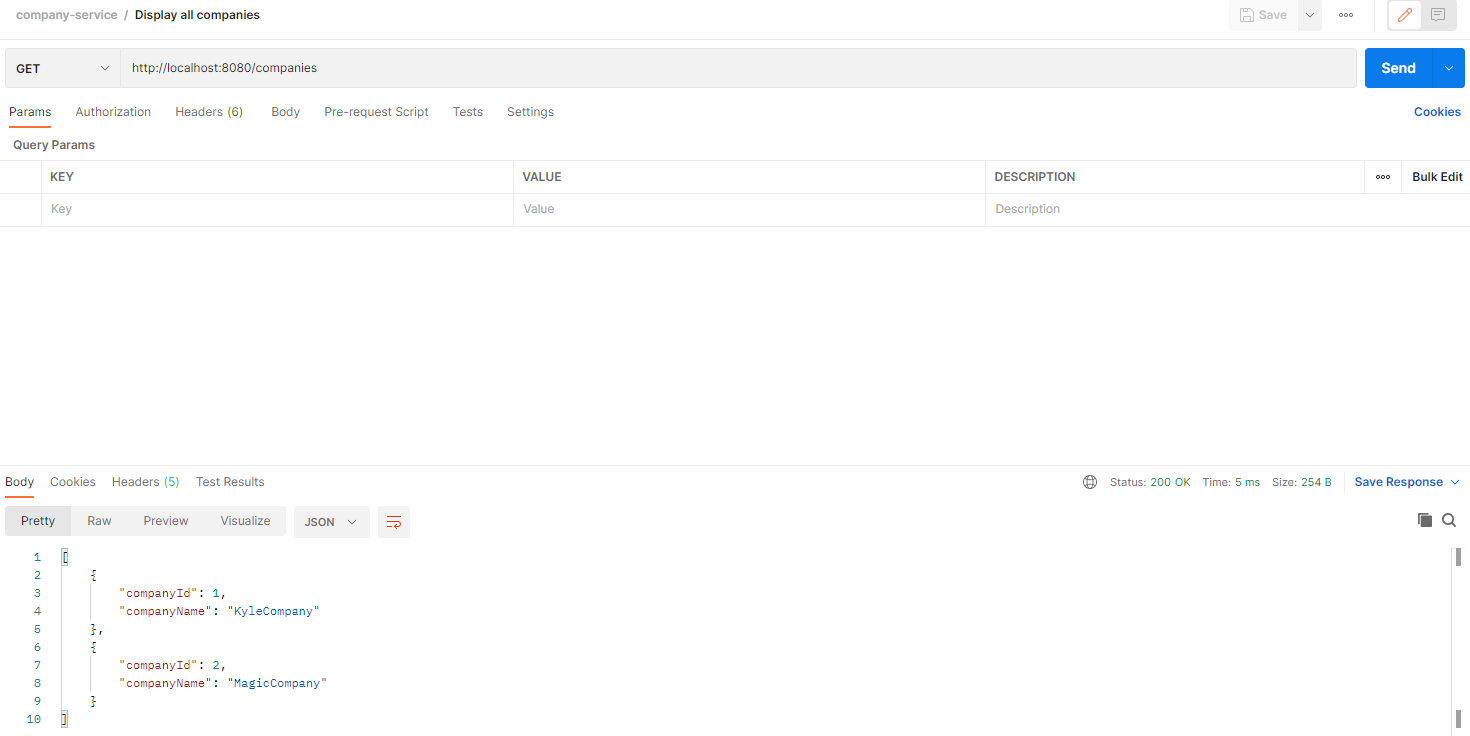 company-service / Display all companies
Save
GET http://localhost:8080/companies
Send
Params Authorization Headers (6) Body Pre-request Script Tests Settings Cookies
Query Params
KEY VALUE DESCRIPTION Bulk Edit
Key Value Description
Body Cookies Headers (5) Test Results Status: 200 OK Time: 5 ms Size: 254 B Save Response
Pretty Raw Preview Visualize JSON
1 [
2 {
3 "companyId": 1,
4 "companyName": "KyleCompany"
5 },
6 {
7 "companyId": 2,
8 "companyName": "MagicCompany"
9 }
10 ]